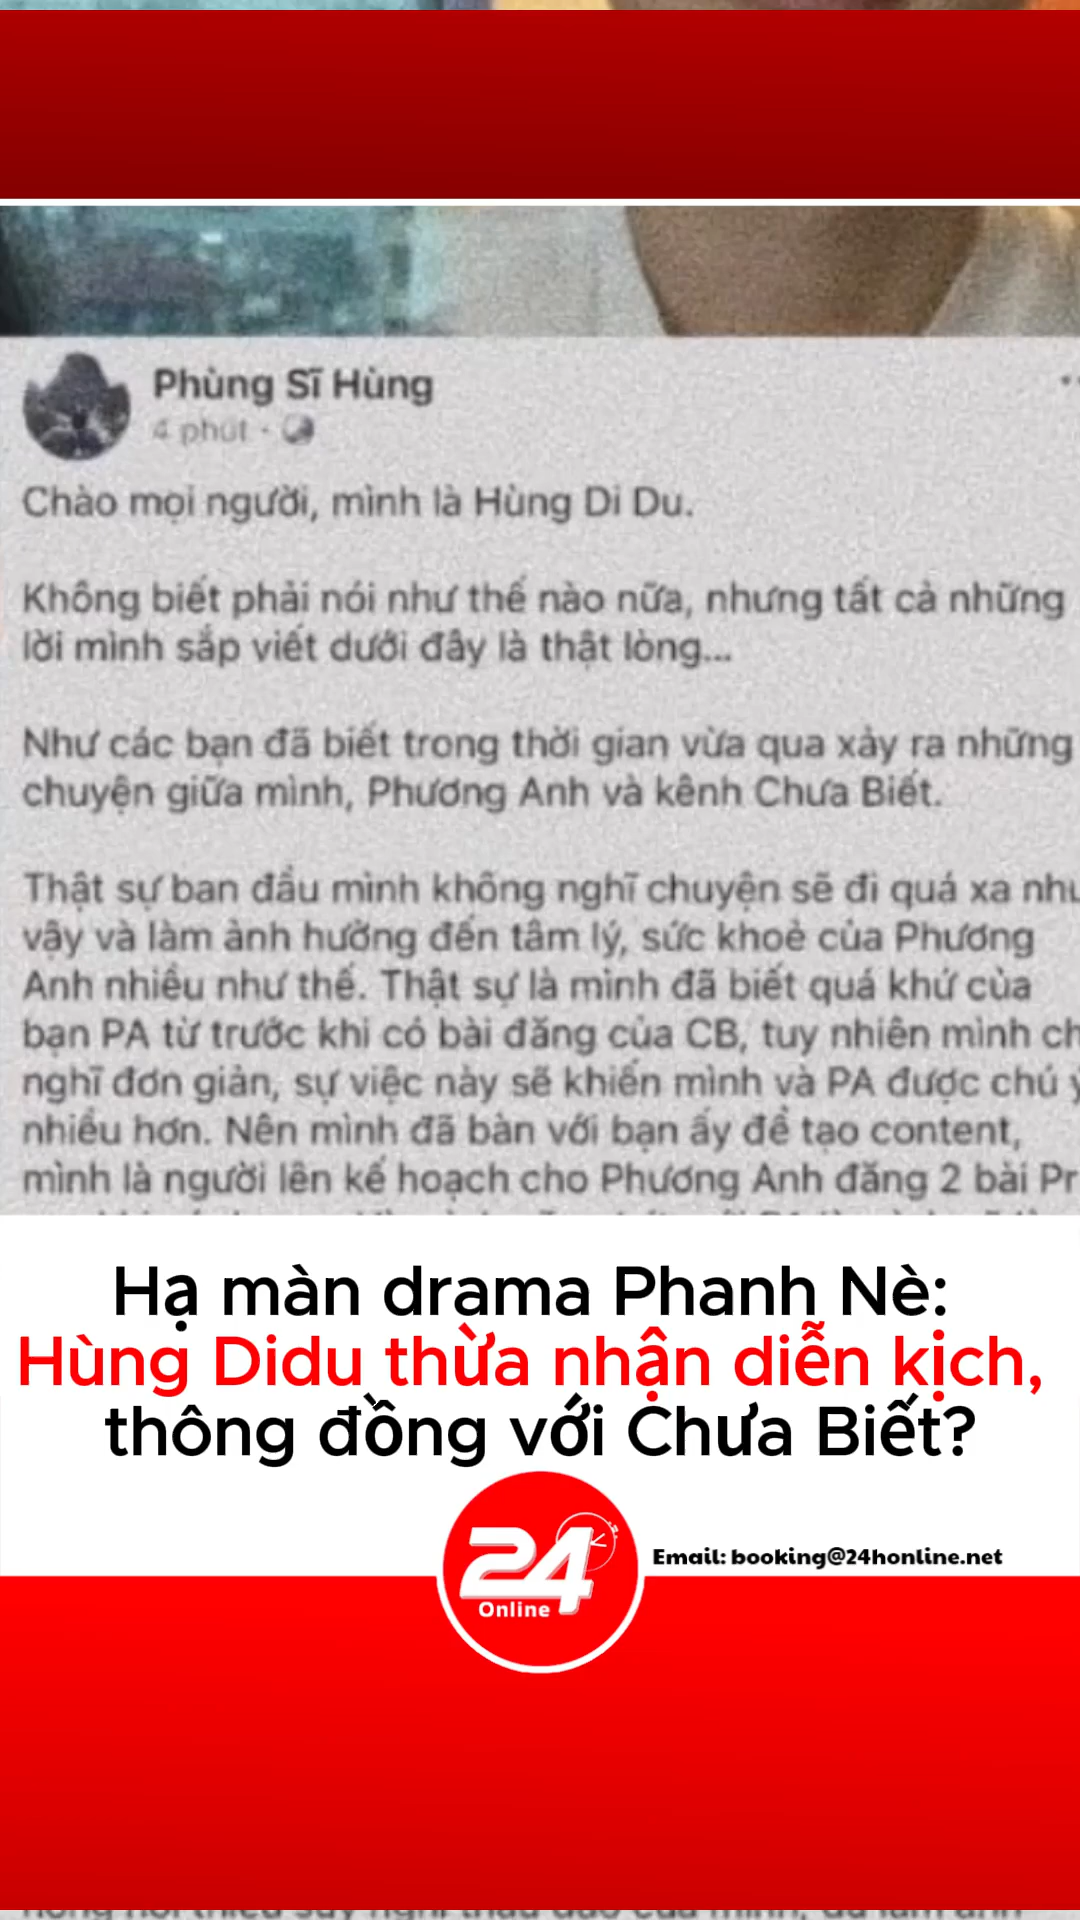 Phùng Sĩ Hùng
4 phút ·
Chào mọi người, mình là Hùng Di Du.
Không biết phải nói như thế nào nữa, nhưng tất cả những
lời mình sắp viết dưới đây là thật lòng...
Như các bạn đã biết trong thời gian vừa qua xảy ra những
chuyện giữa mình, Phương Anh và kênh Chưa Biết.
Thật sự ban đầu mình không nghĩ chuyện sẽ đi quá xa như
vậy và làm ảnh hưởng đến tâm lý, sức khoẻ của Phương
Anh nhiều như thế. Thật sự là mình đã biết quá khứ của
bạn PA từ trước khi có bài đăng của CB, tuy nhiên mình ch
nghĩ đơn giản, sự việc này sẽ khiến mình và PA được chú ý
nhiều hơn. Nên mình đã bàn với bạn ấy để tạo content,
mình là người lên kế hoạch cho Phương Anh đăng 2 bài Pr
Hạ màn drama Phanh Nè:
Hùng Didu thừa nhận diễn kịch,
thông đồng với Chưa Biết?
24
Online
Email: booking@24honline.net